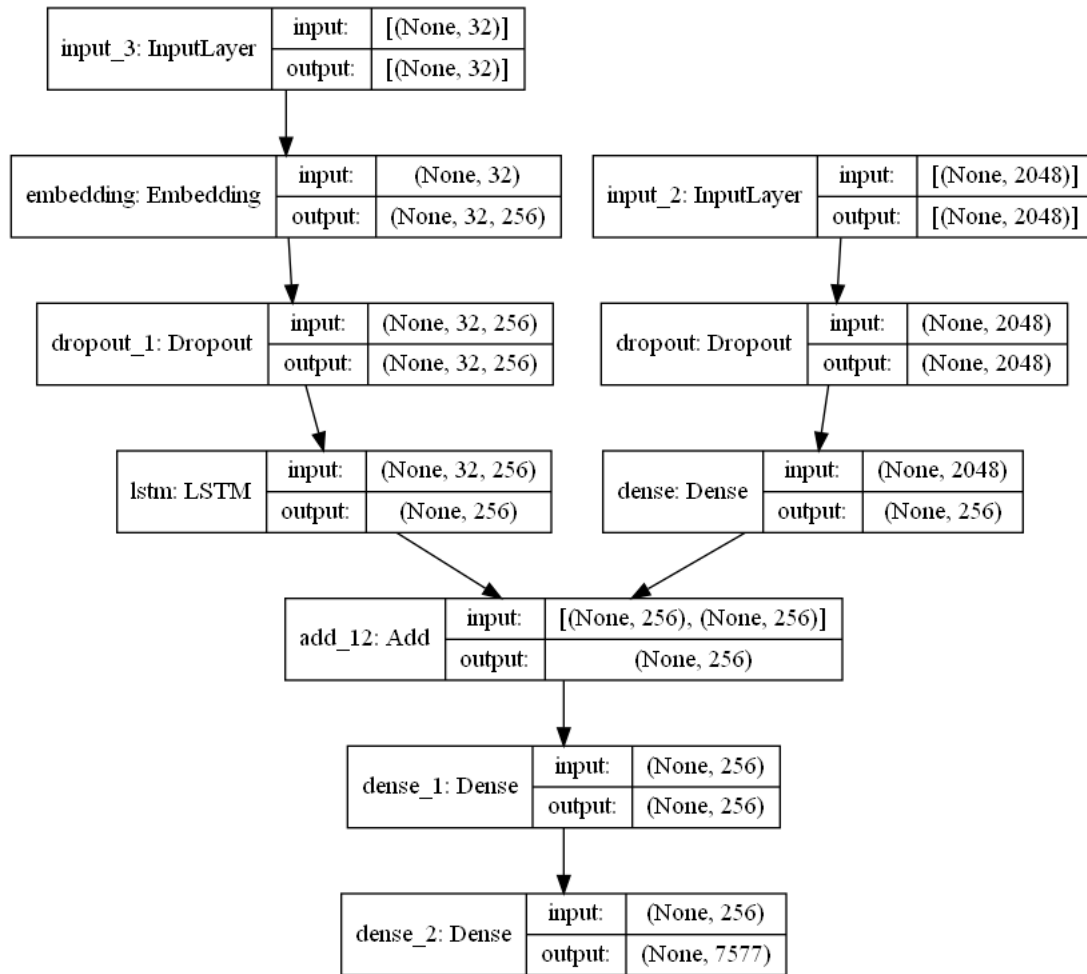 input_3: InputLayer
input: [(None, 32)]
output: [(None, 32)]
embedding: Embedding
input: (None, 32)
output: (None, 32, 256)
input_2: InputLayer
input: [(None, 2048)]
output: [(None, 2048)]
dropout_1: Dropout
input: (None, 32, 256)
output: (None, 32, 256)
dropout: Dropout
input: (None, 2048)
output: (None, 2048)
lstm: LSTM
input: (None, 32, 256)
output: (None, 256)
dense: Dense
input: (None, 2048)
output: (None, 256)
add_12: Add
input: [(None, 256), (None, 256)]
output: (None, 256)
dense_1: Dense
input: (None, 256)
output: (None, 256)
dense_2: Dense
input: (None, 256)
output: (None, 7577)